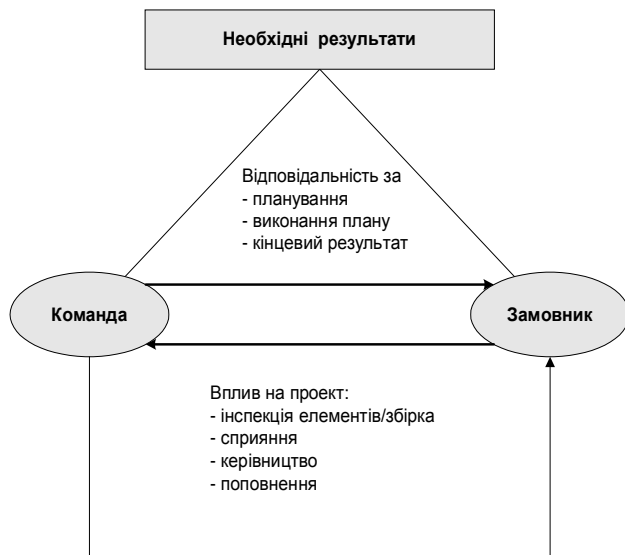 Необхідні результати
Відповідальність за
- планування
- виконання плану
- кінцевий результат
Команда
Замовник
Вплив на проект:
- інспекція елементів/збірка
- сприяння
- керівництво
- поповнення